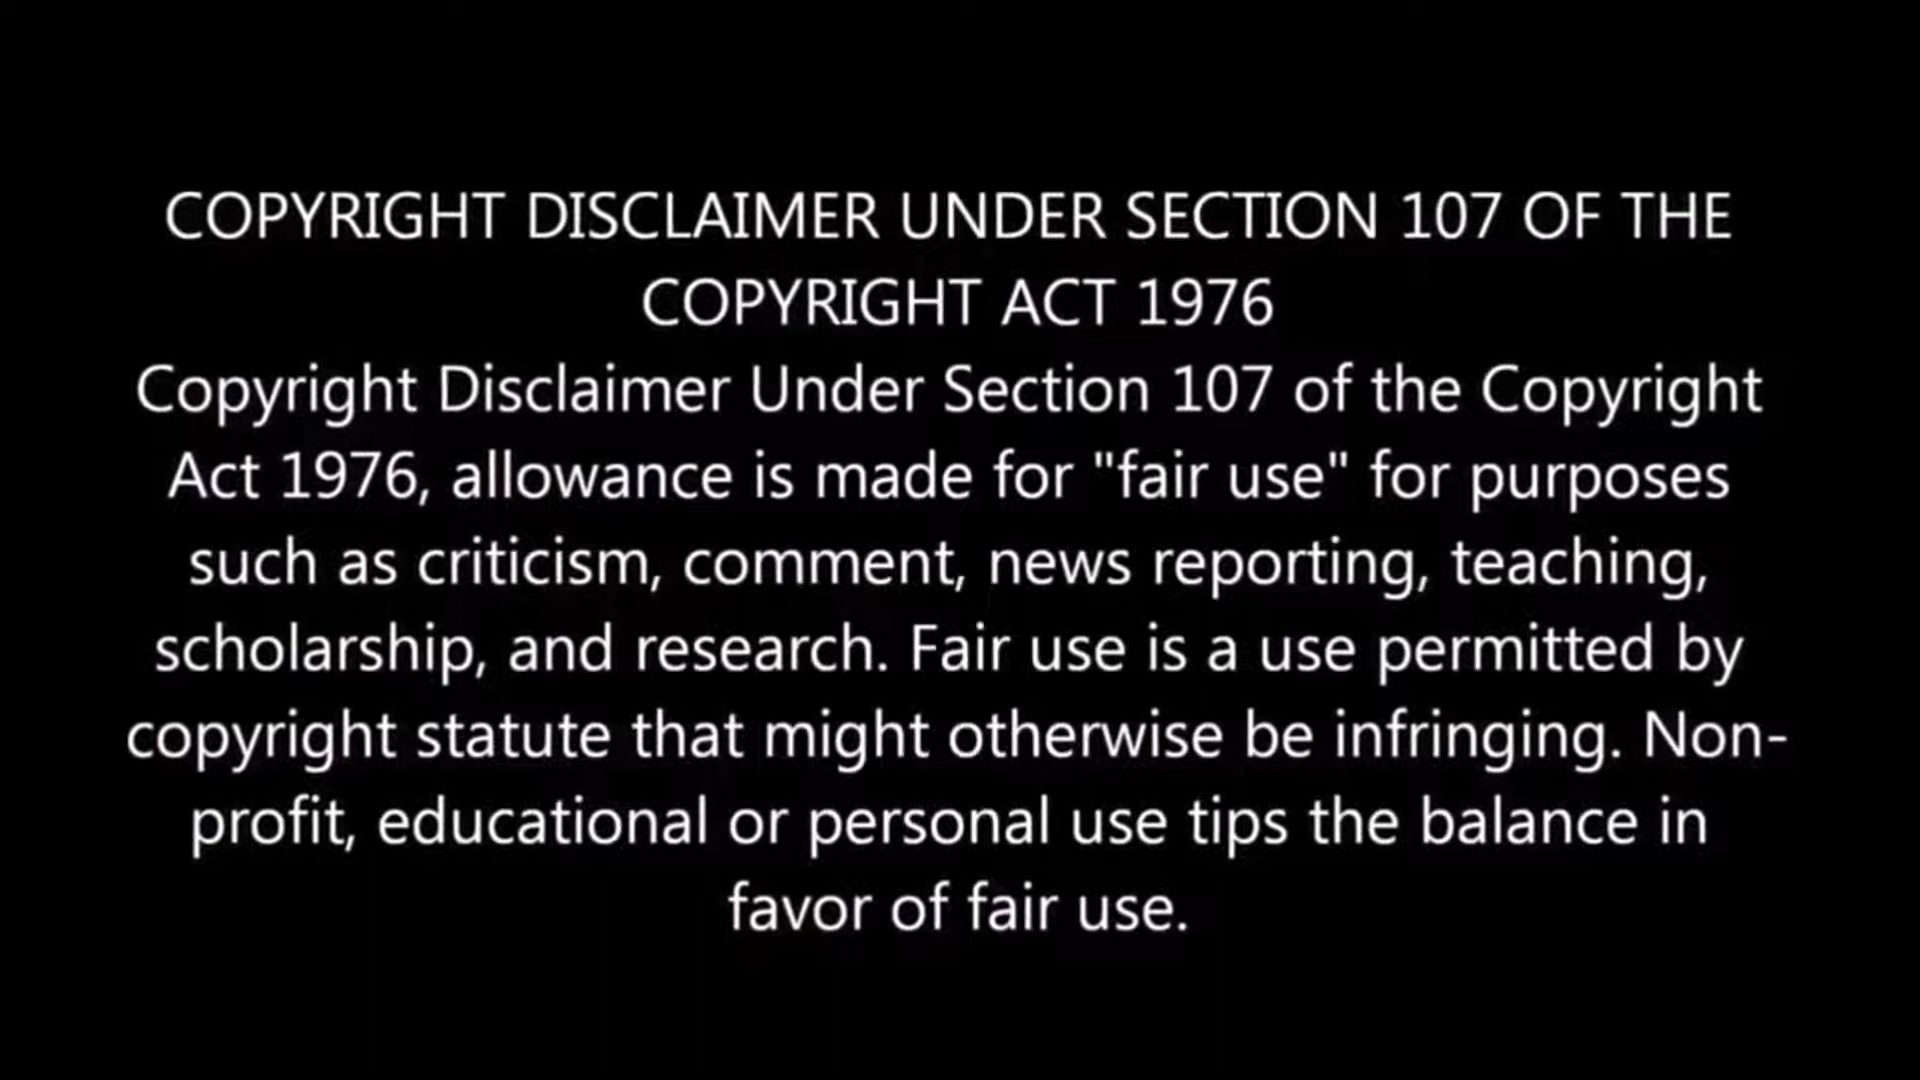 COPYRIGHT DISCLAIMER UNDER SECTION 107 OF THE
COPYRIGHT ACT 1976
Copyright Disclaimer Under Section 107 of the Copyright
Act 1976, allowance is made for "fair use" for purposes
such as criticism, comment, news reporting, teaching,
scholarship, and research. Fair use is a use permitted by
copyright statute that might otherwise be infringing. Non-
profit, educational or personal use tips the balance in
favor of fair use.